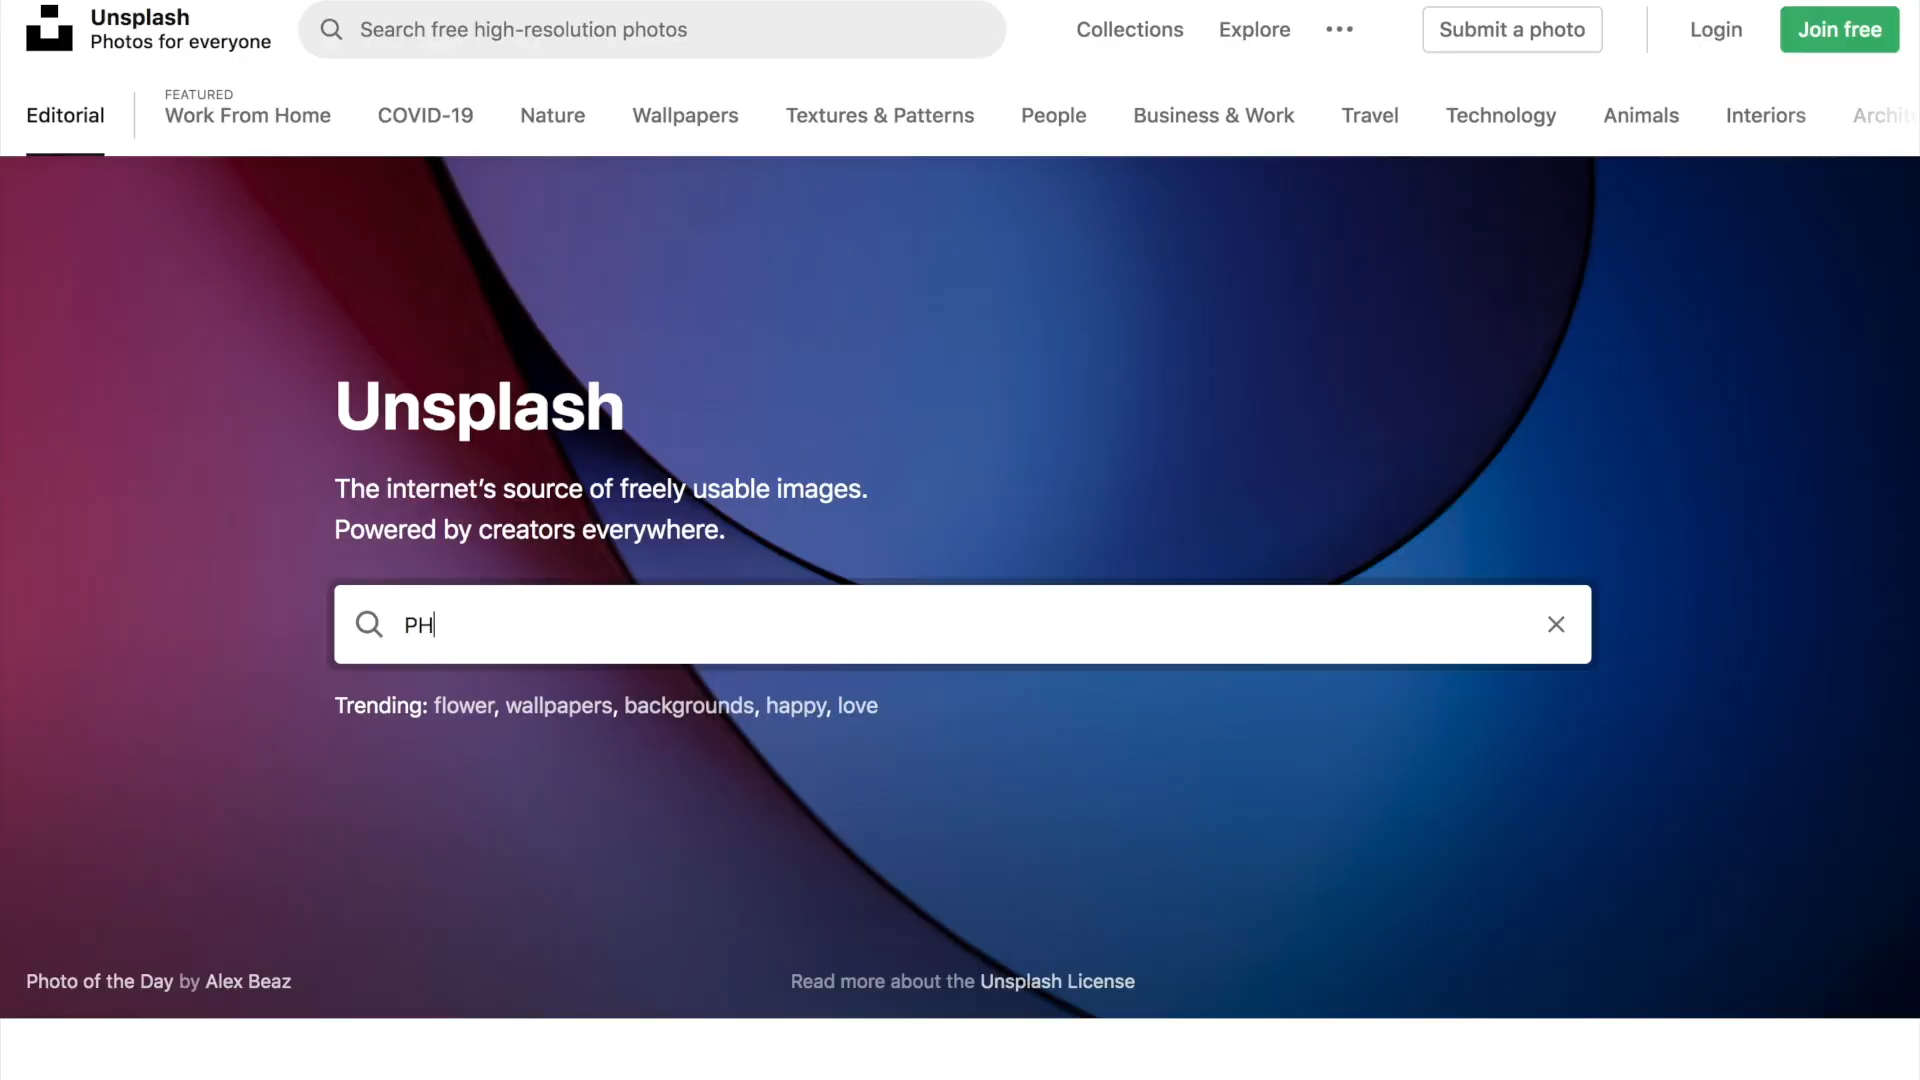 Unsplash
Photos for everyone
Search free high-resolution photos
Collections
Explore
Submit a photo
Login
Join free
Editorial
FEATURED
Work From Home
COVID-19
Nature
Wallpapers
Textures & Patterns
People
Business & Work
Travel
Technology
Animals
Interiors
Unsplash
The internet’s source of freely usable images.
Powered by creators everywhere.
PH
Trending: flower, wallpapers, backgrounds, happy, love
Photo of the Day by Alex Beaz
Read more about the Unsplash License